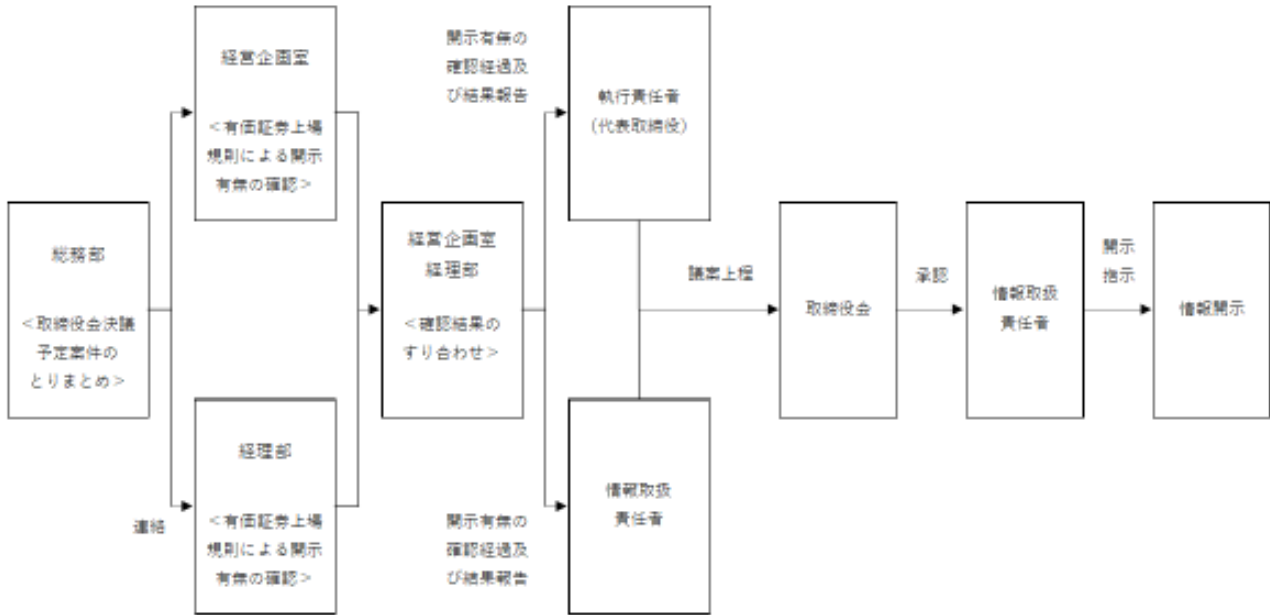 総務部
<取締役会決議
予定案件の
とりまとめ>
連絡
経営企画室
<有価証券上場
規則による開示
有無の確認>
経理部
<有価証券上場
規則による開示
有無の確認>
経営企画室
経理部
<確認結果の
すり合わせ>
開示有無の
確認経過及
び結果報告
執行責任者
(代表取締役)
開示有無の
確認経過及
び結果報告
情報取扱
責任者
議案上程
取締役会
承認
情報取扱
責任者
開示
指示
情報開示